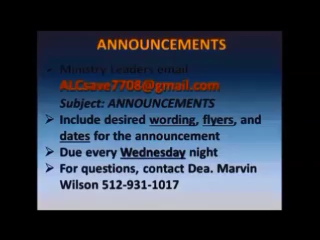 ANNOUNCEMENTS
➢ Ministry Leaders email
ALCsave7708@gmail.com
Subject: ANNOUNCEMENTS
➢ Include desired wording, flyers, and
dates for the announcement
➢ Due every Wednesday night
➢ For questions, contact Dea. Marvin
Wilson 512-931-1017